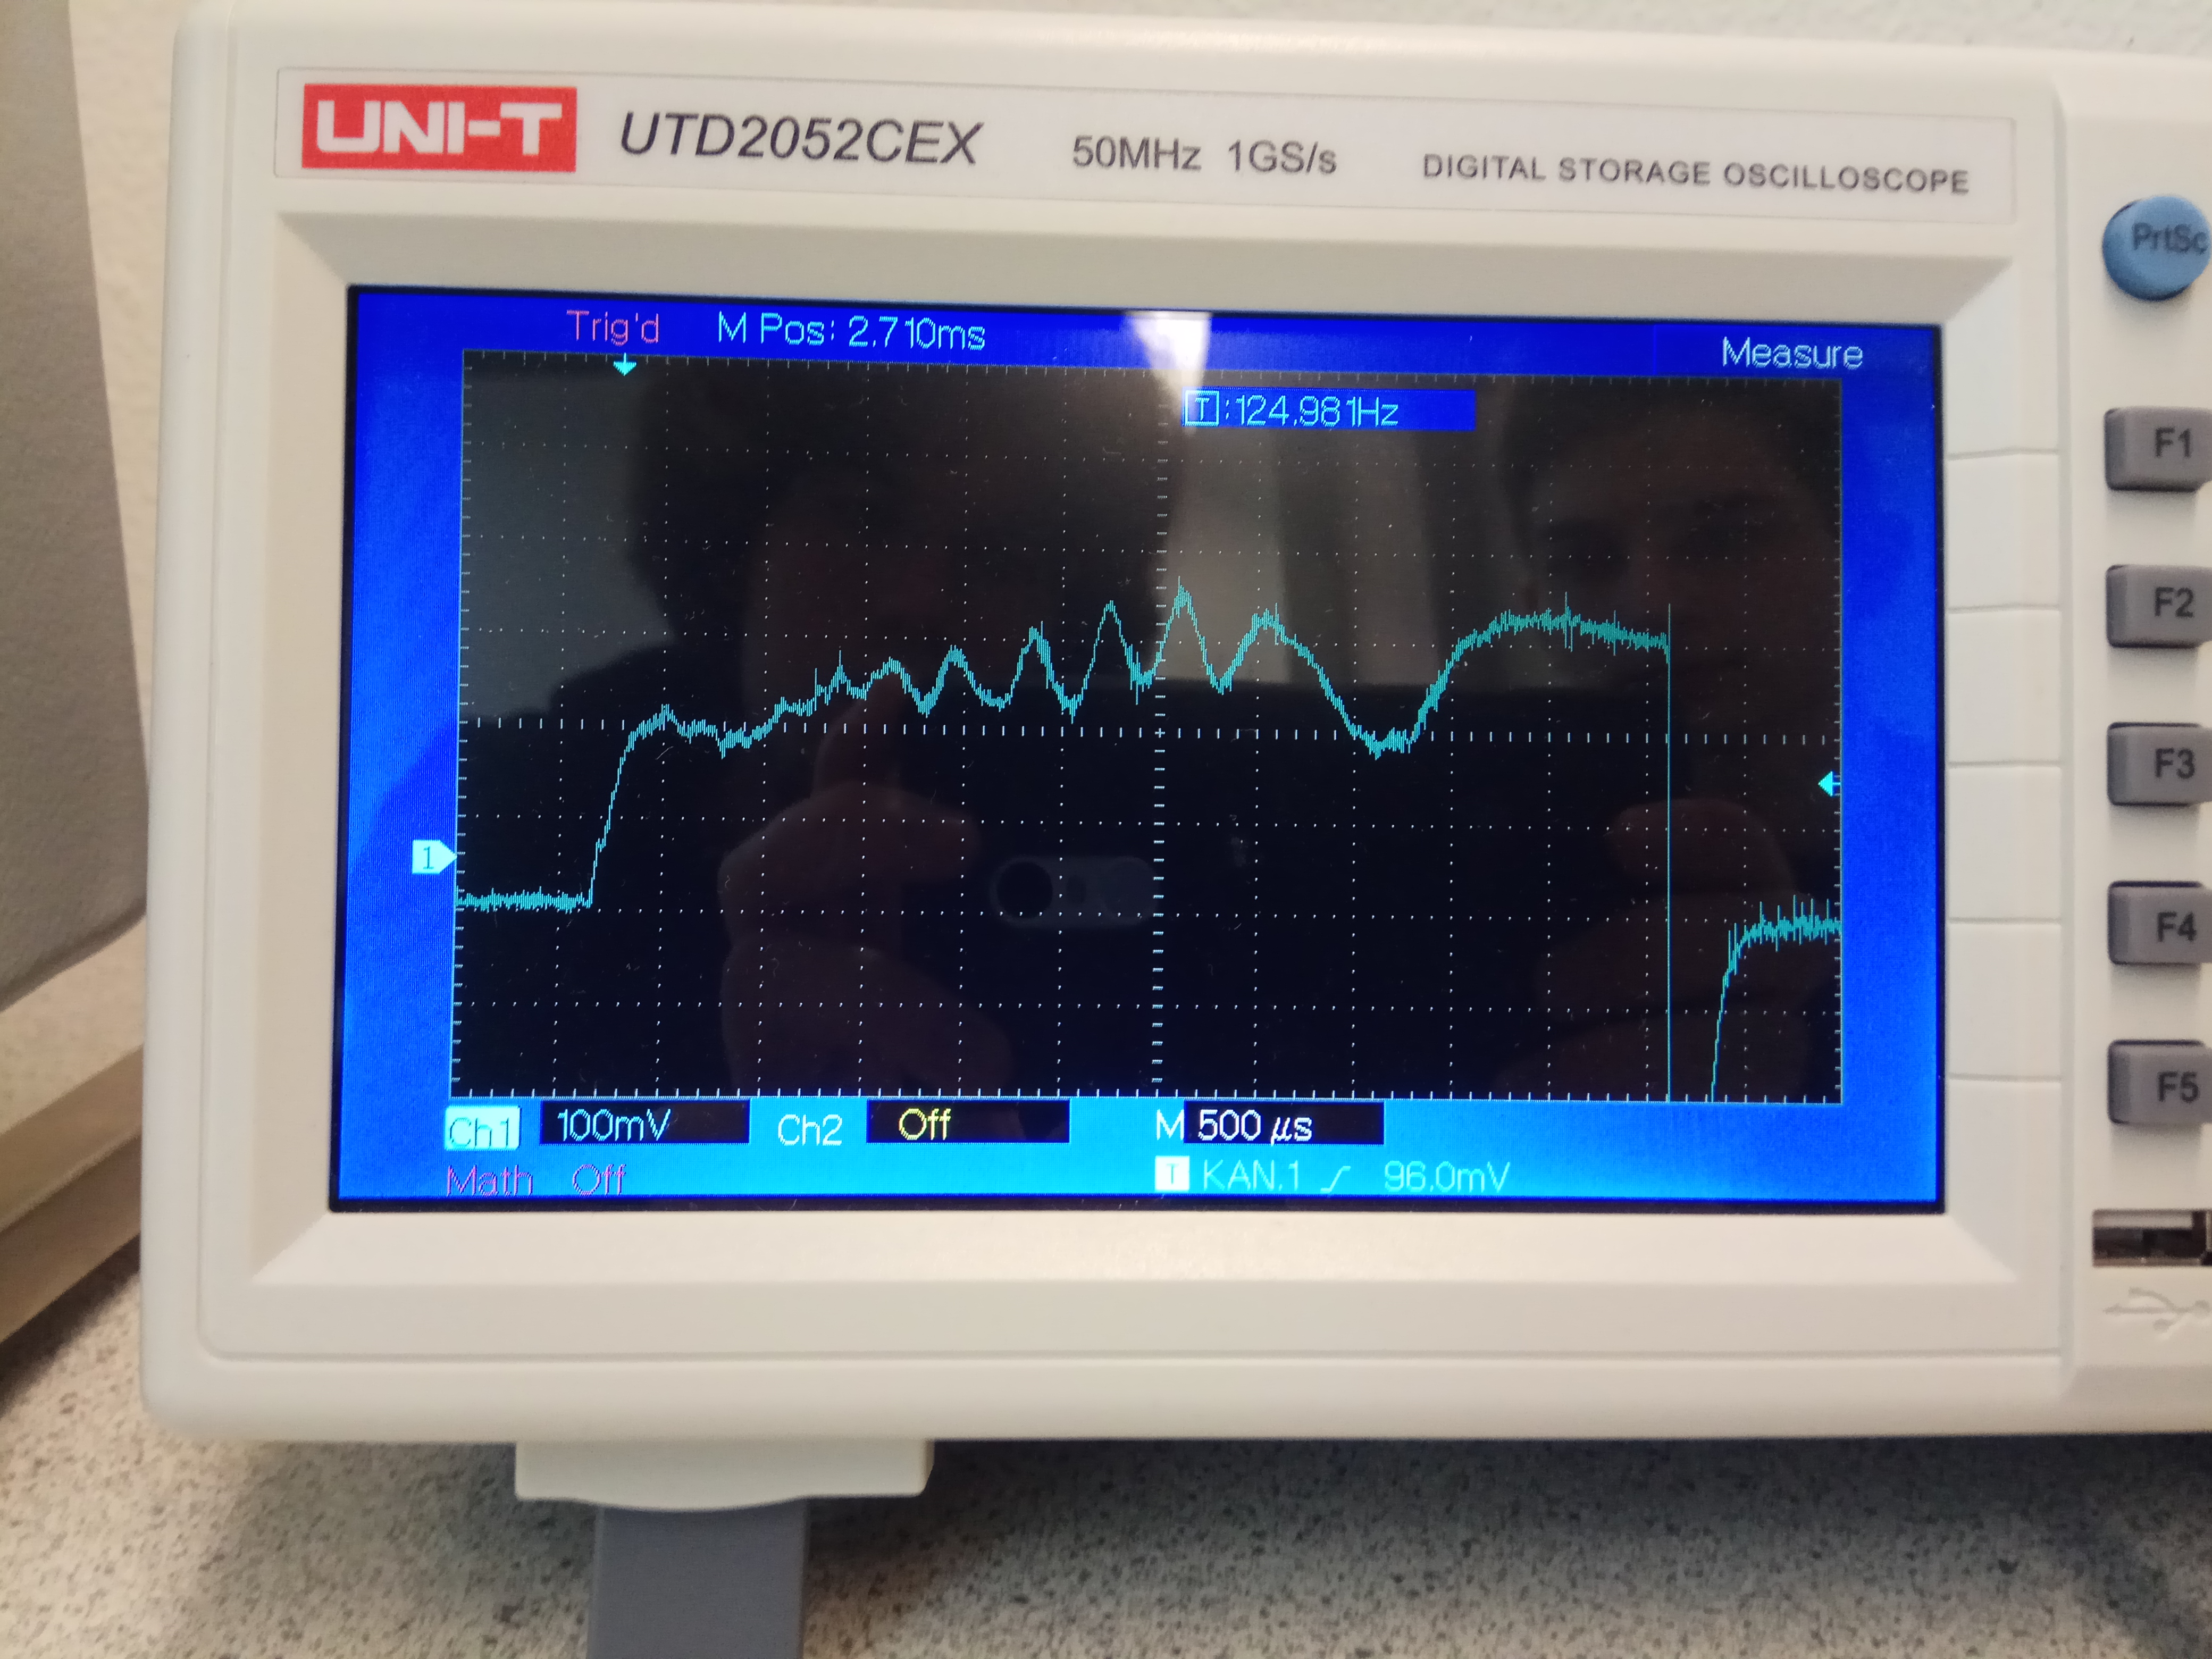 UNI-T UTD2052CEX 50MHz 1GS/s DIGITAL STORAGE OSCILLOSCOPE
PrtSc
Trig'd M Pos: 2.710ms Measure
T:124.981Hz
F1
F2
F3
1
F4
F5
Ch1 100mV Ch2 Off M 500 μs
Math Off T KAN.1 96.0mV